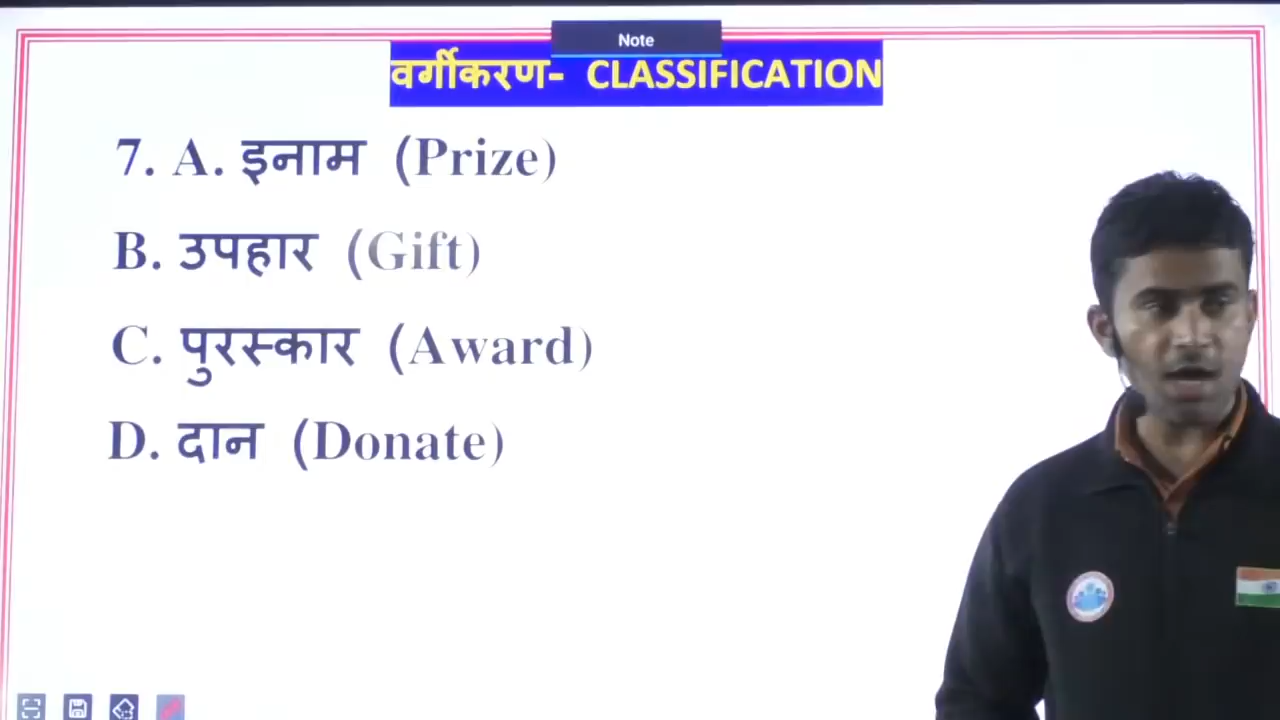 Note
वर्गीकरण- CLASSIFICATION
7. A. इनाम (Prize)
B. उपहार (Gift)
C. पुरस्कार (Award)
D. दान (Donate)